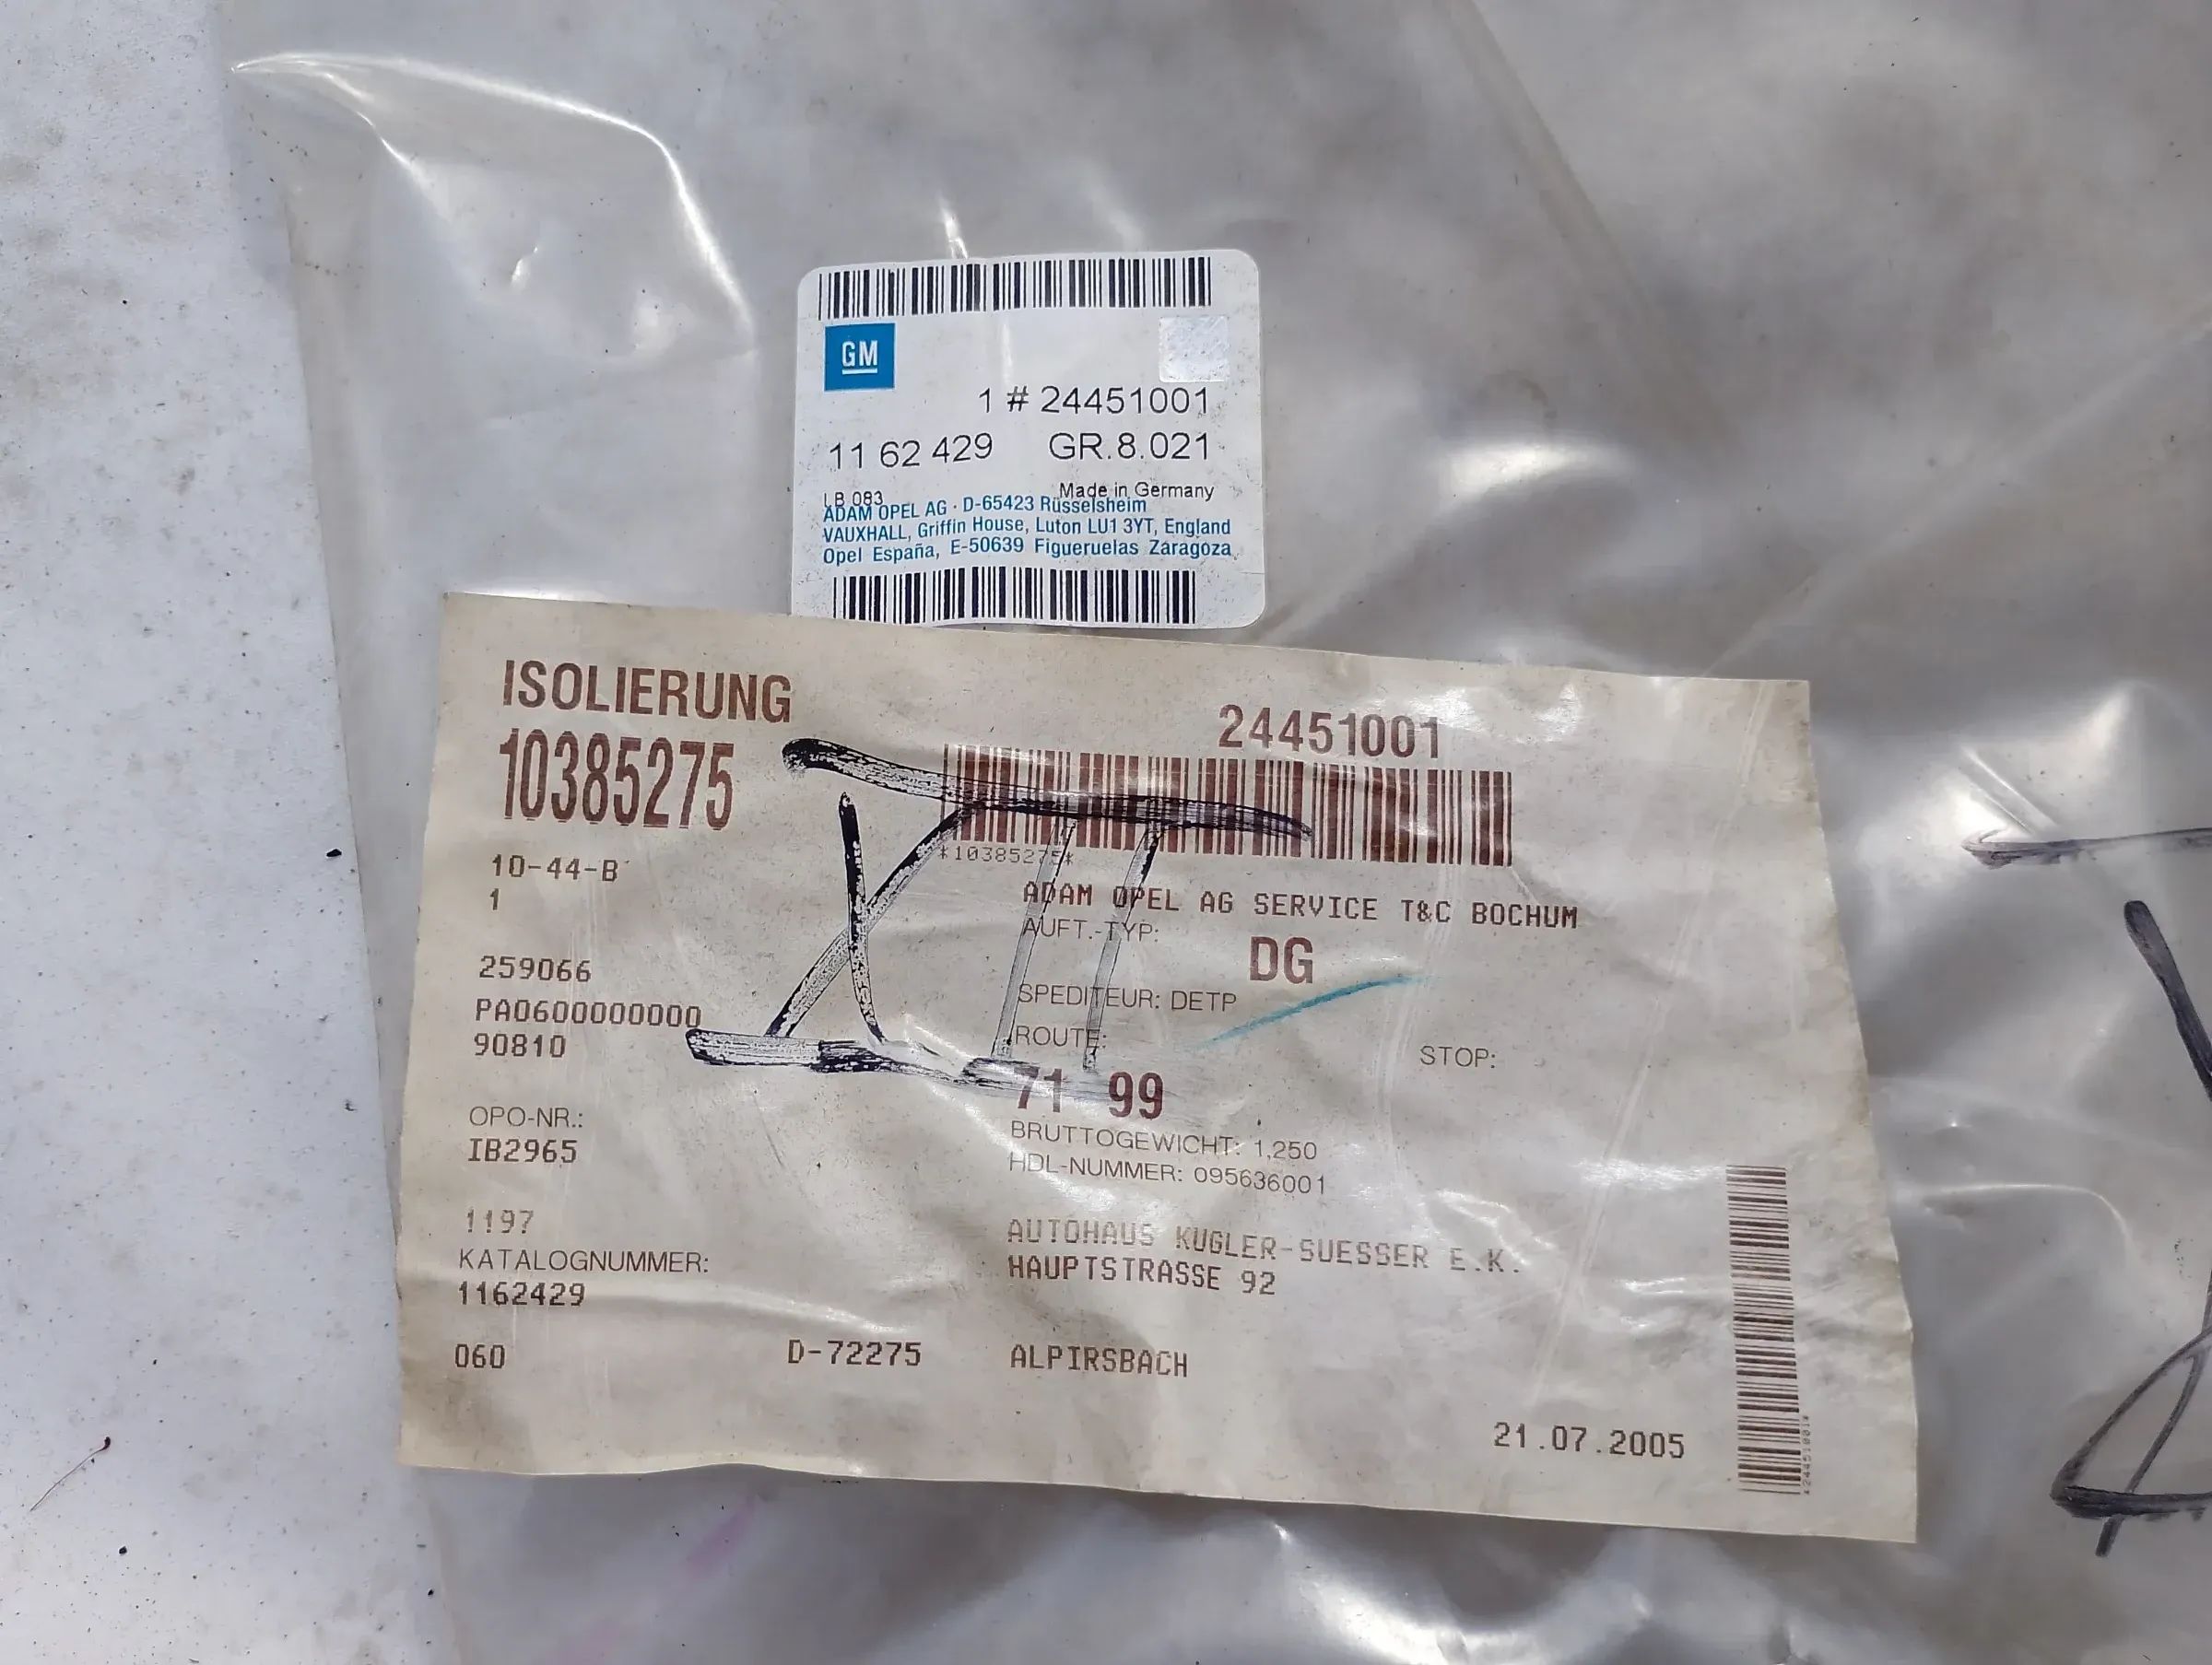 GM
1 # 24451001
11 62 429 GR.8.021
LB 083 Made in Germany
ADAM OPEL AG · D-65423 Rüsselsheim
VAUXHALL, Griffin House, Luton LU1 3YT, England
Opel España, E-50639 Figueruelas Zaragoza
ISOLIERUNG
24451001
10385275
*10385275*
10-44-B
1
ADAM OPEL AG SERVICE T&C BOCHUM
AUFT.-TYP:
DG
259066
SPEDITEUR: DETP
PA0600000000
ROUTE:
90810
STOP:
71 99
OPO-NR.:
BRUTTOGEWICHT: 1,250
IB2965
HDL-NUMMER: 095636001
1197
AUTOHAUS KUGLER-SUESSER E.K.
KATALOGNUMMER:
HAUPTSTRASSE 92
1162429
060 D-72275 ALPIRSBACH
21.07.2005
*24451001*
XII